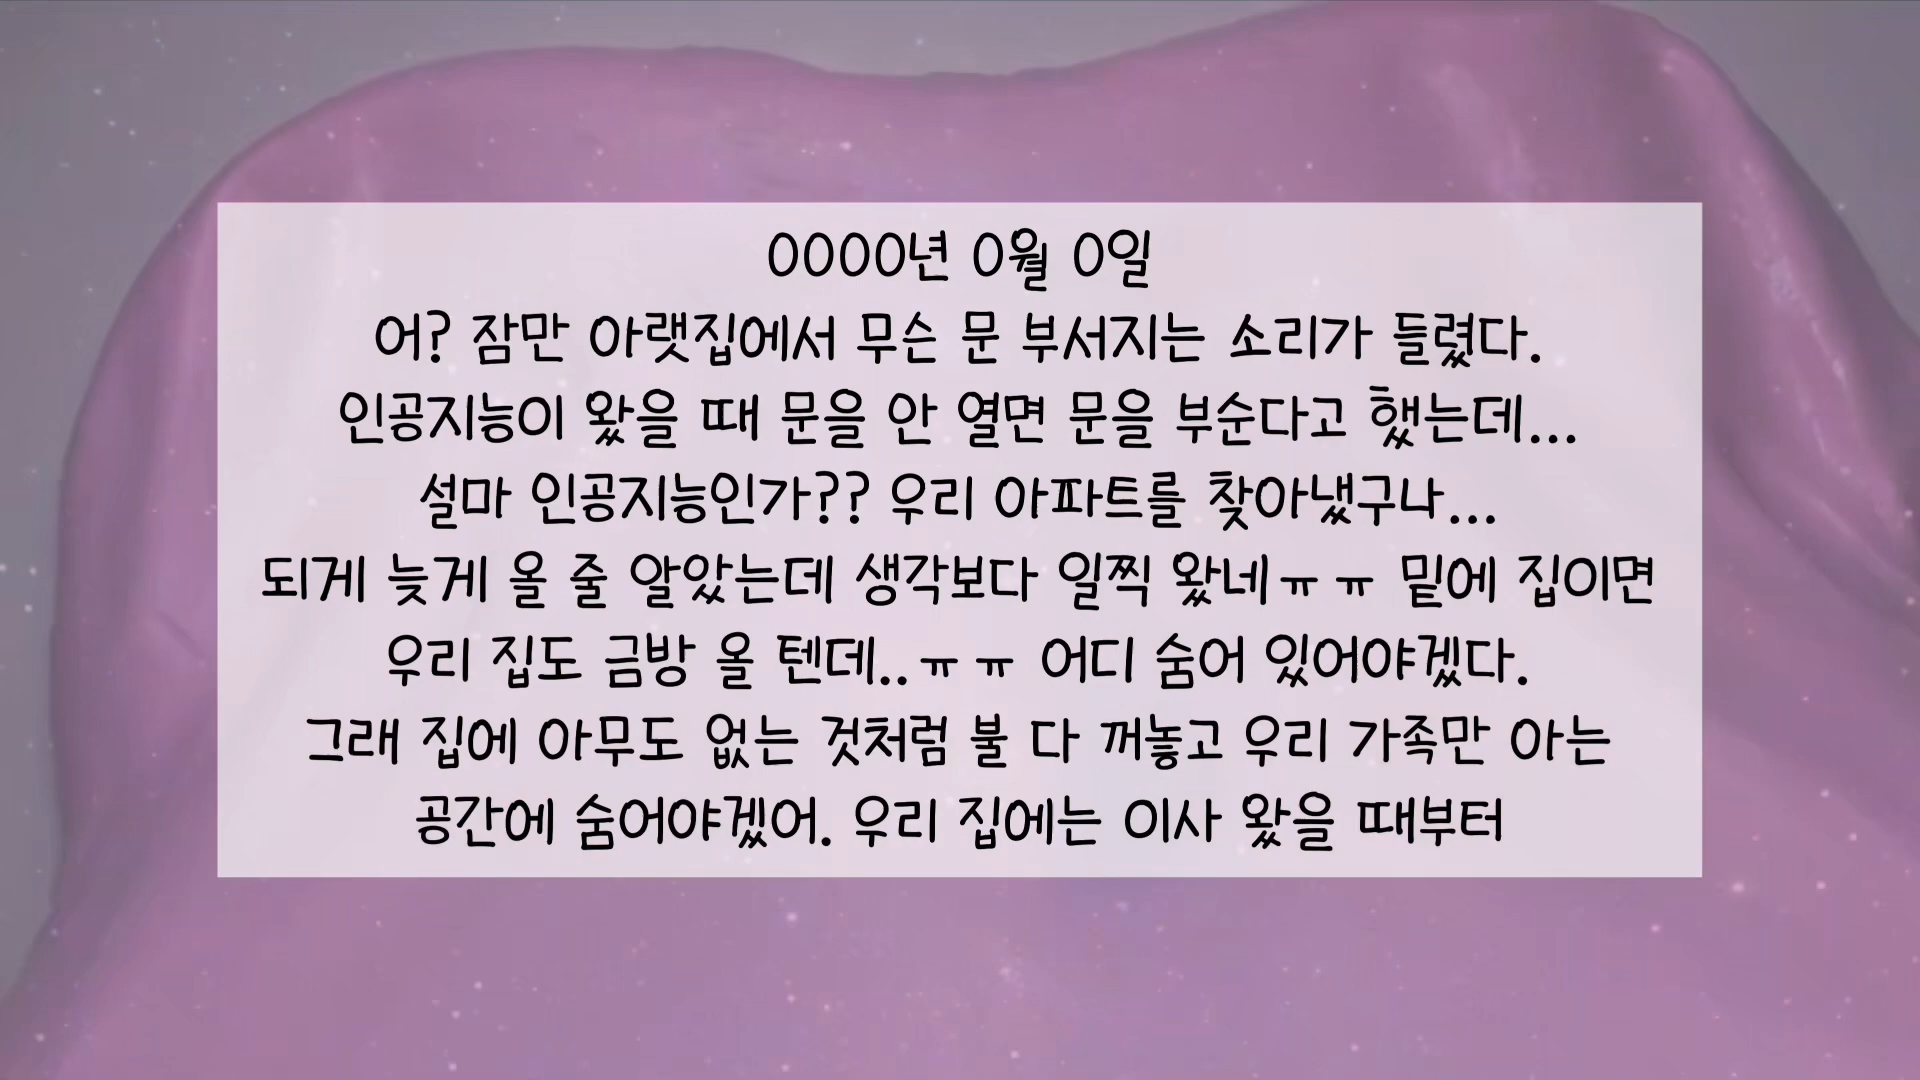 0000년 0월 0일
어? 잠만 아랫집에서 무슨 문 부서지는 소리가 들렸다.
인공지능이 왔을 때 문을 안 열면 문을 부순다고 했는데...
설마 인공지능인가?? 우리 아파트를 찾아냈구나...
되게 늦게 올 줄 알았는데 생각보다 일찍 왔네ㅠㅠ 밑에 집이면
우리 집도 금방 올 텐데..ㅠㅠ 어디 숨어 있어야겠다.
그래 집에 아무도 없는 것처럼 불 다 꺼놓고 우리 가족만 아는
공간에 숨어야겠어. 우리 집에는 이사 왔을 때부터